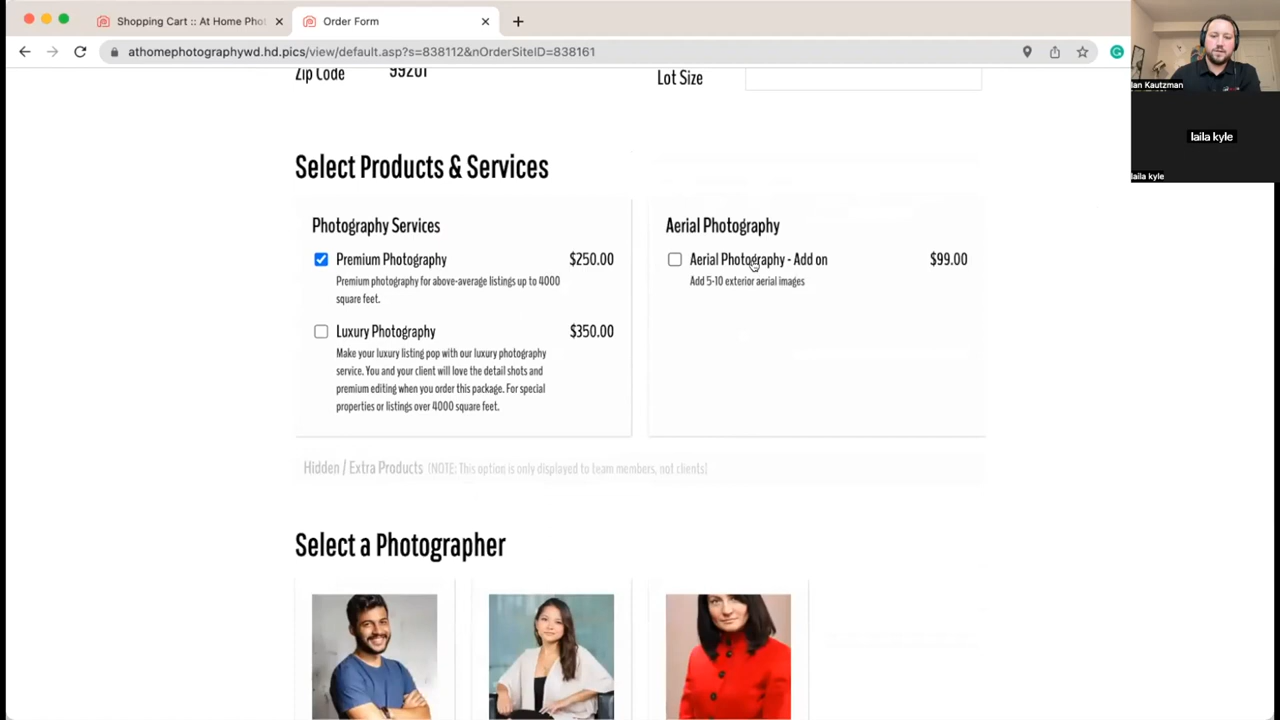 Shopping Cart :: At Home Phot
Order Form
athomephotographywd.hd.pics/view/default.asp?s=838112&nOrderSiteID=838161
Zip Code 99201
Lot Size
Select Products & Services
Photography Services
Premium Photography $250.00
Premium photography for above-average listings up to 4000
square feet.
Luxury Photography $350.00
Make your luxury listing pop with our luxury photography
service. You and your client will love the detail shots and
premium editing when you order this package. For special
properties or listings over 4000 square feet.
Aerial Photography
Aerial Photography - Add on $99.00
Add 5-10 exterior aerial images
Hidden / Extra Products (NOTE: This option is only displayed to team members, not clients)
Select a Photographer
Ian Kautzman
laila kyle
laila kyle